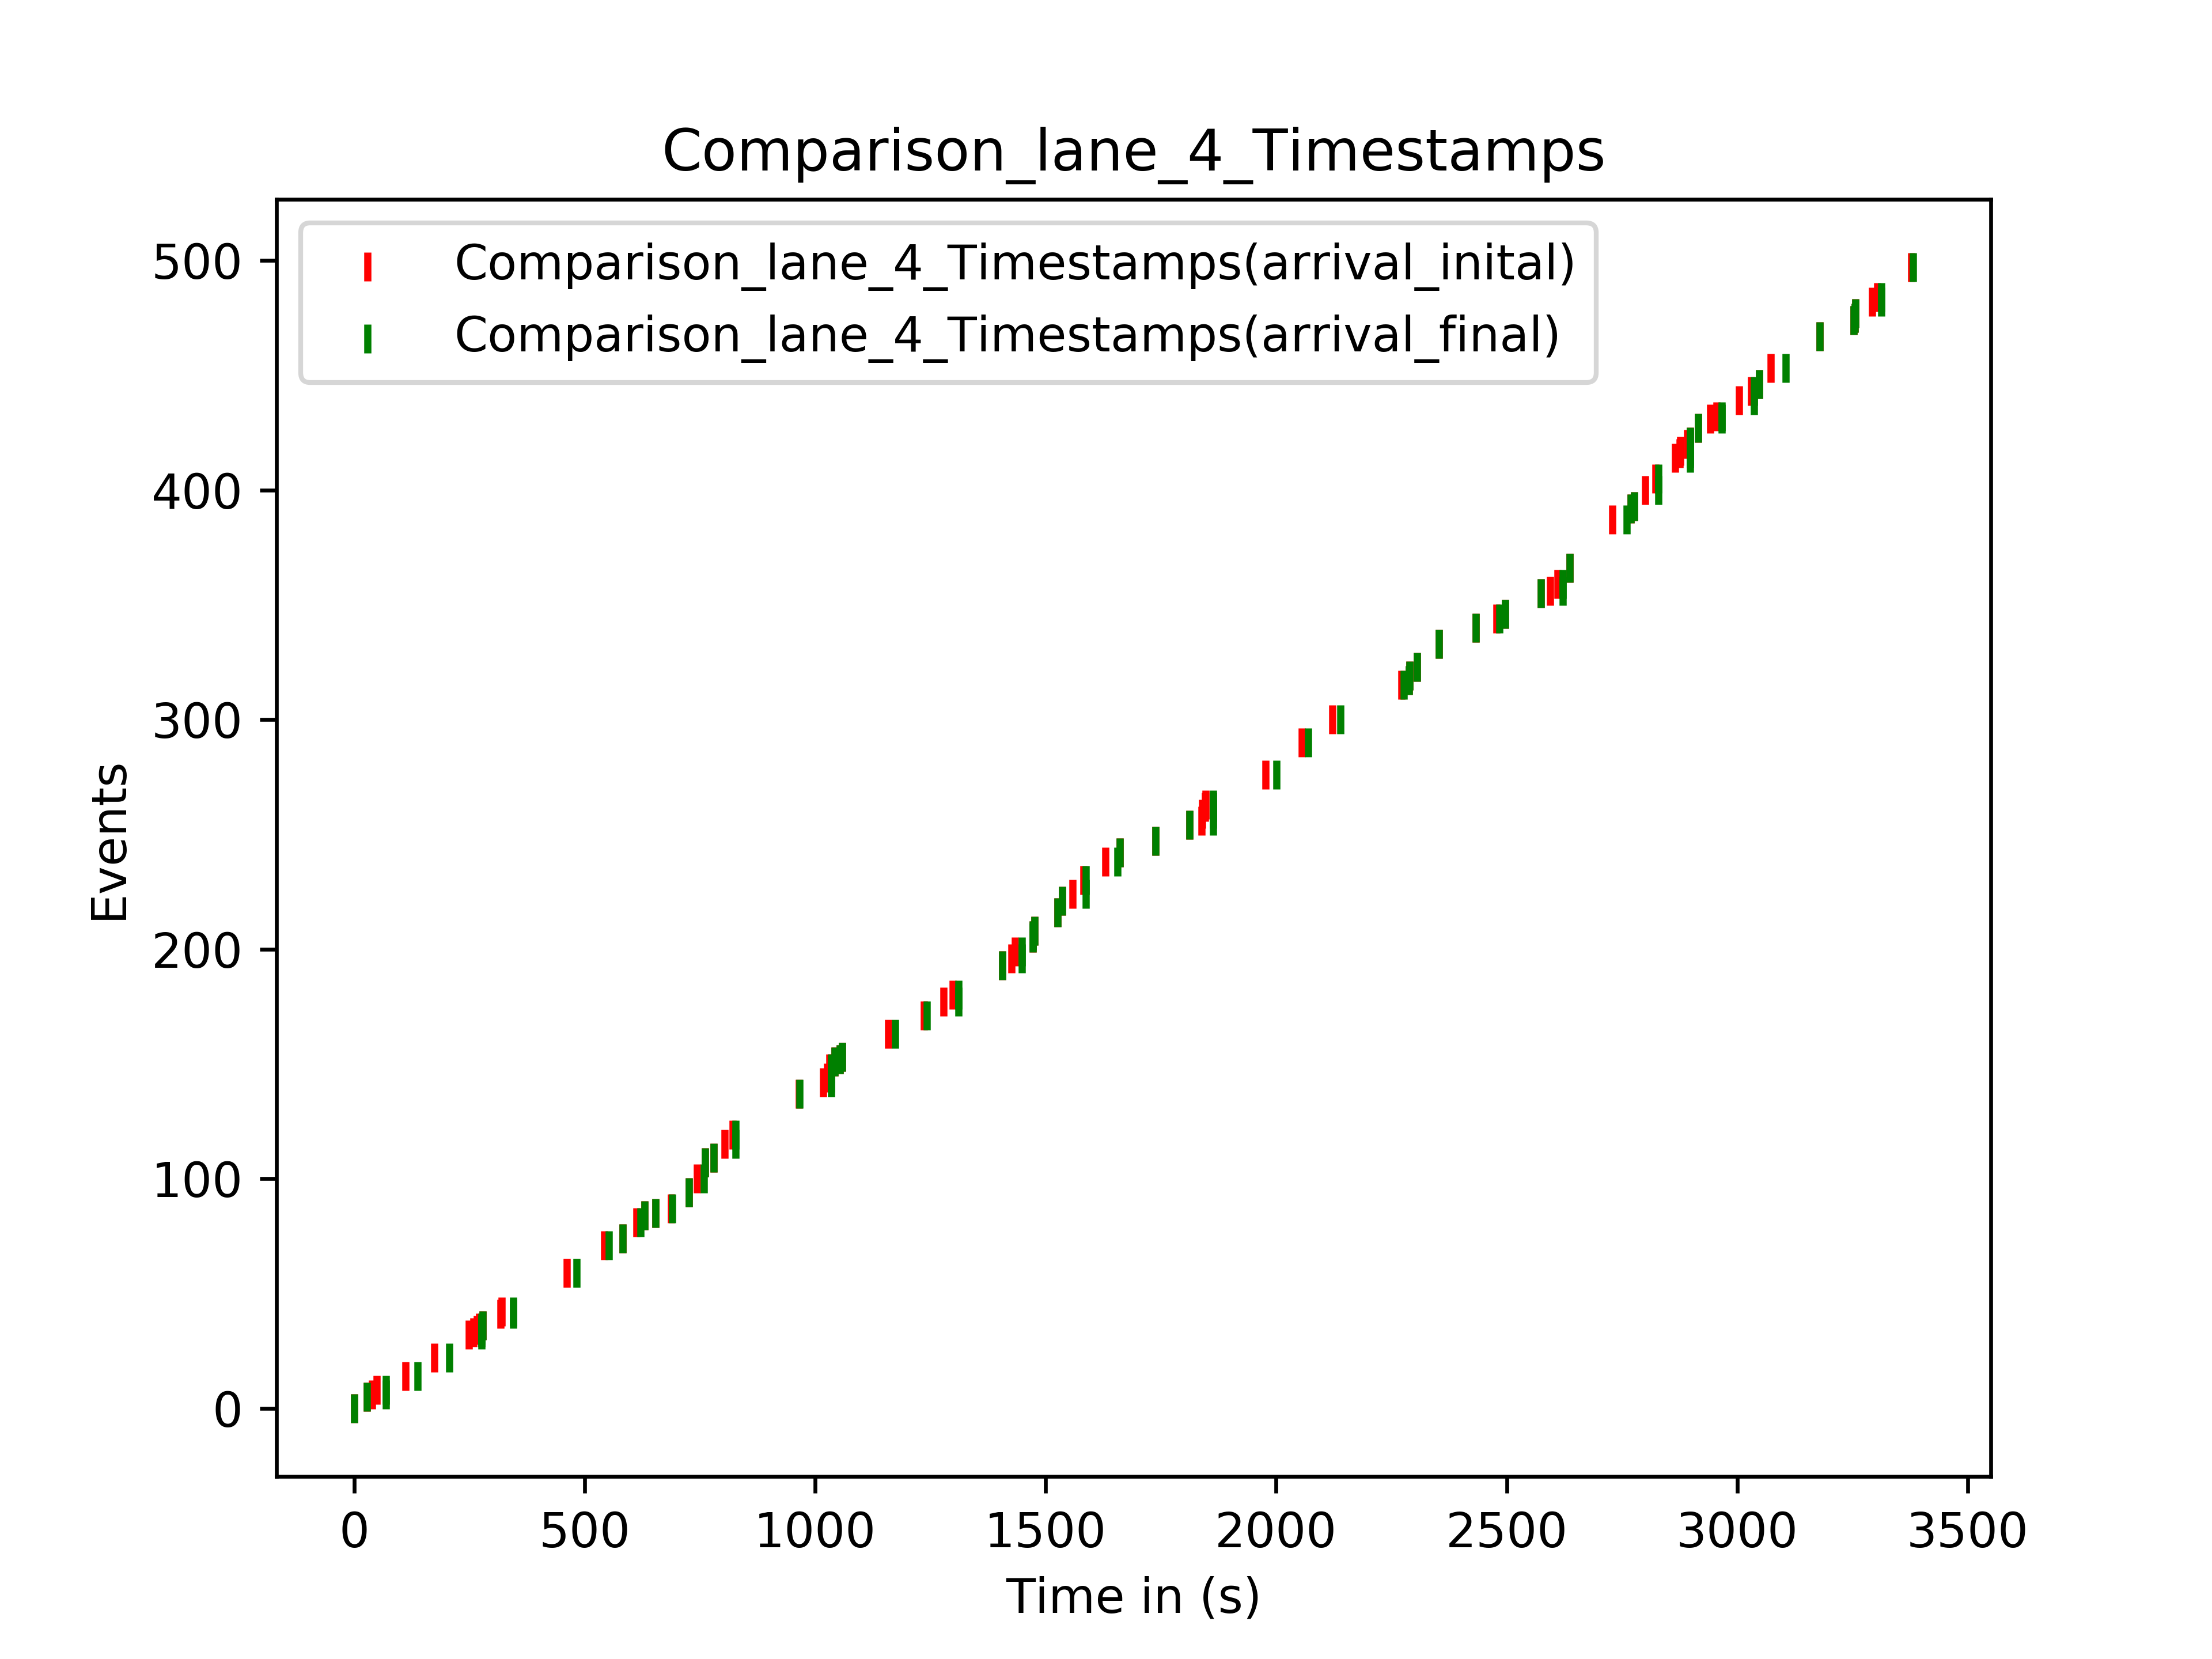 Comparison_lane_4_Timestamps
Comparison_lane_4_Timestamps(arrival_inital)
Comparison_lane_4_Timestamps(arrival_final)
500
400
300
200
100
0
Events
0 500 1000 1500 2000 2500 3000 3500
Time in (s)